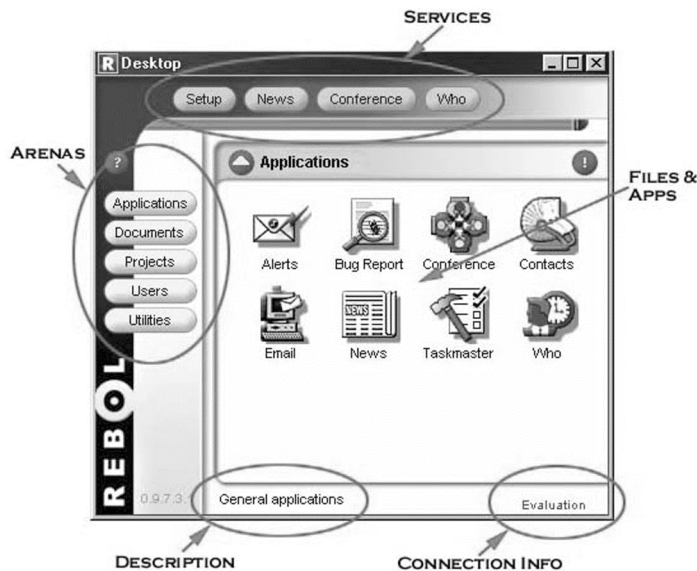 SERVICES
R Desktop
Setup News Conference Who
ARENAS
?
Applications
!
FILES &
APPS
Applications
Documents
Projects
Users
Utilities
Alerts Bug Report Conference Contacts
NEWS
Email News Taskmaster Who
REBOL
0.9.7.3.
General applications
Evaluation
DESCRIPTION
CONNECTION INFO